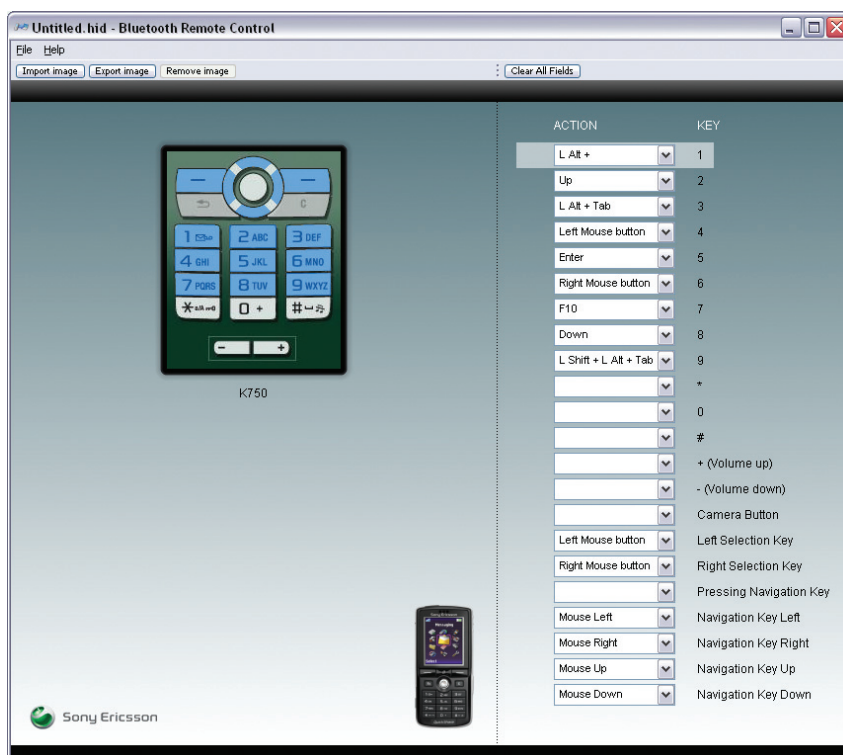 Untitled.hid - Bluetooth Remote Control
File Help
Import image Export image Remove image Clear All Fields
ACTION KEY
L Alt + 1
Up 2
L Alt + Tab 3
Left Mouse button 4
Enter 5
Right Mouse button 6
F10 7
Down 8
L Shift + L Alt + Tab 9
*
0
#
+ (Volume up)
- (Volume down)
Camera Button
Left Mouse button Left Selection Key
Right Mouse button Right Selection Key
Pressing Navigation Key
Mouse Left Navigation Key Left
Mouse Right Navigation Key Right
Mouse Up Navigation Key Up
Mouse Down Navigation Key Down
C
1 2 ABC 3 DEF
4 GHI 5 JKL 6 MNO
7 PQRS 8 TUV 9 WXYZ
* 0 + #
- +
K750
Sony Ericsson